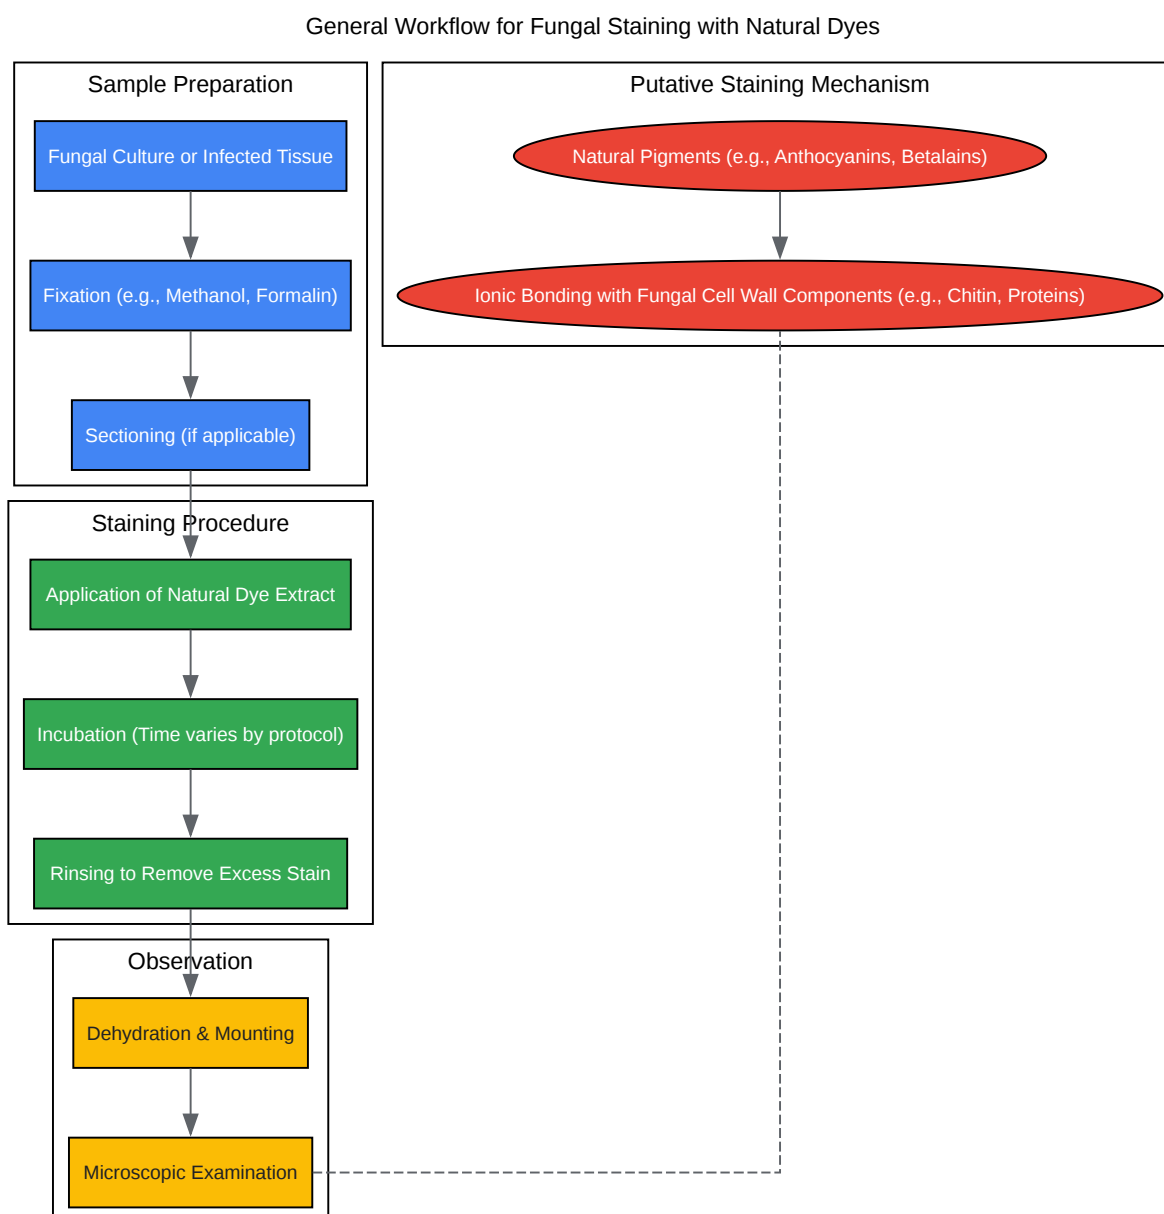 General Workflow for Fungal Staining with Natural Dyes
Sample Preparation
Fungal Culture or Infected Tissue
Fixation (e.g., Methanol, Formalin)
Sectioning (if applicable)
Staining Procedure
Application of Natural Dye Extract
Incubation (Time varies by protocol)
Rinsing to Remove Excess Stain
Observation
Dehydration & Mounting
Microscopic Examination
Putative Staining Mechanism
Natural Pigments (e.g., Anthocyanins, Betalains)
Ionic Bonding with Fungal Cell Wall Components (e.g., Chitin, Proteins)